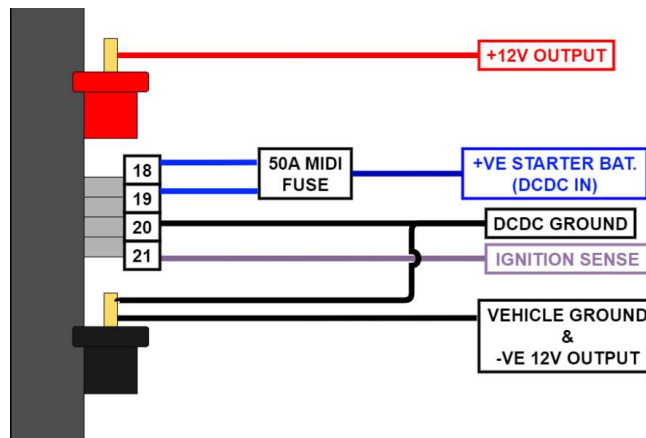 +12V OUTPUT
18
19
20
21
50A MIDI
FUSE
+VE STARTER BAT.
(DCDC IN)
DCDC GROUND
IGNITION SENSE
VEHICLE GROUND
&
-VE 12V OUTPUT